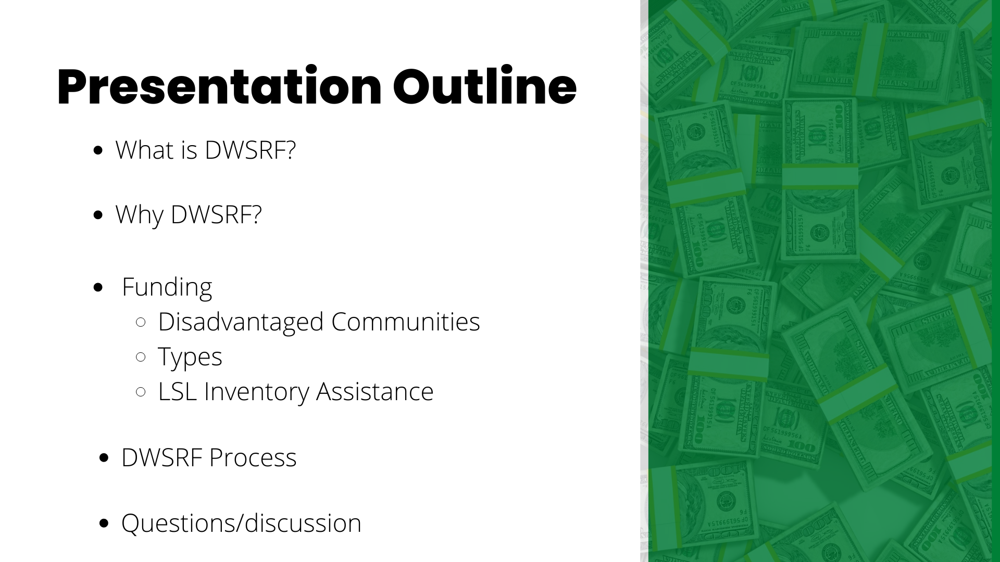 Presentation Outline
• What is DWSRF?
• Why DWSRF?
• Funding
○ Disadvantaged Communities
○ Types
○ LSL Inventory Assistance
• DWSRF Process
• Questions/discussion